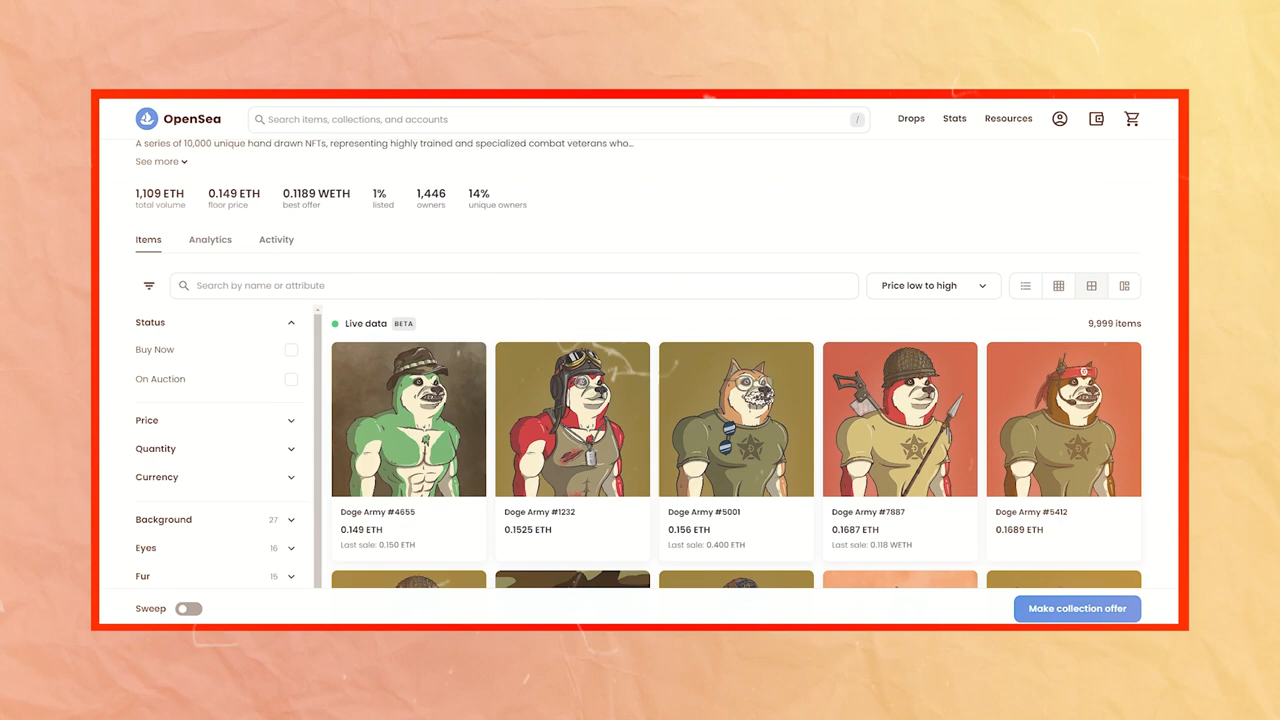 OpenSea
Search items, collections, and accounts
/
Drops
Stats
Resources
A series of 10,000 unique hand drawn NFTs, representing highly trained and specialized combat veterans who…
See more
1,109 ETH
total volume
0.149 ETH
floor price
0.1189 WETH
best offer
1%
listed
1,446
owners
14%
unique owners
Items
Analytics
Activity
Search by name or attribute
Price low to high
Status
Buy Now
On Auction
Price
Quantity
Currency
Background 27
Eyes 16
Fur 15
Live data BETA
9,999 items
Doge Army #4655
0.149 ETH
Last sale: 0.150 ETH
Doge Army #1232
0.1525 ETH
Doge Army #5001
0.156 ETH
Last sale: 0.400 ETH
Doge Army #7887
0.1687 ETH
Last sale: 0.118 WETH
Doge Army #5412
0.1689 ETH
Sweep
Make collection offer